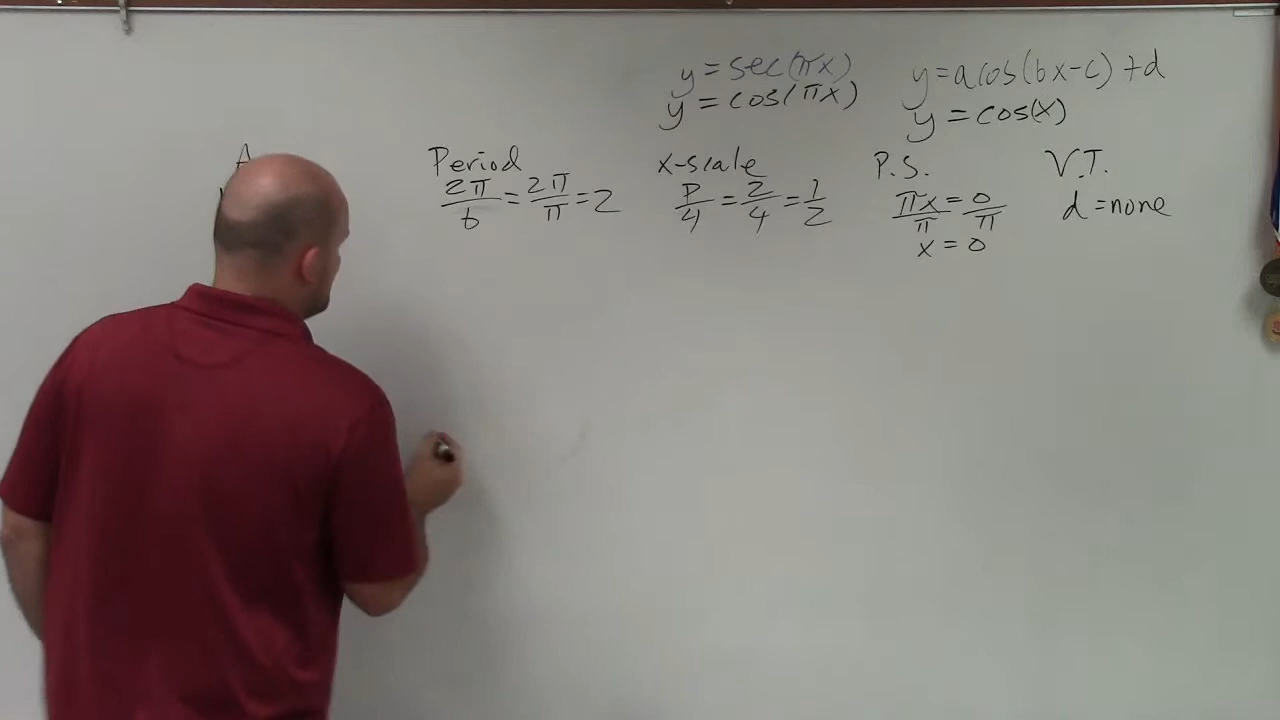 y = sec(πx) y = a cos(bx-c) + d
y = cos(πx) y = cos(x)
A Period x-scale P.S. V.T.
2π/b = 2π/π = 2 P/4 = 2/4 = 1/2 πx/π = 0/π d = none
x = 0